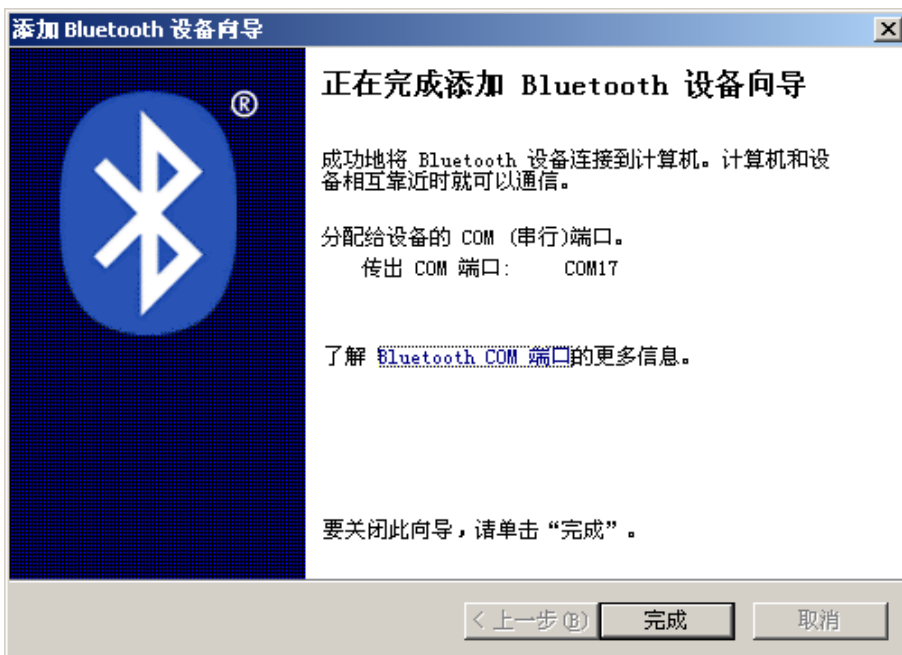 添加 Bluetooth 设备向导
®
正在完成添加 Bluetooth 设备向导
成功地将 Bluetooth 设备连接到计算机。计算机和设
备相互靠近时就可以通信。
分配给设备的 COM (串行)端口。
传出 COM 端口: COM17
了解 Bluetooth COM 端口的更多信息。
要关闭此向导，请单击“完成”。
< 上一步(B) 完成 取消